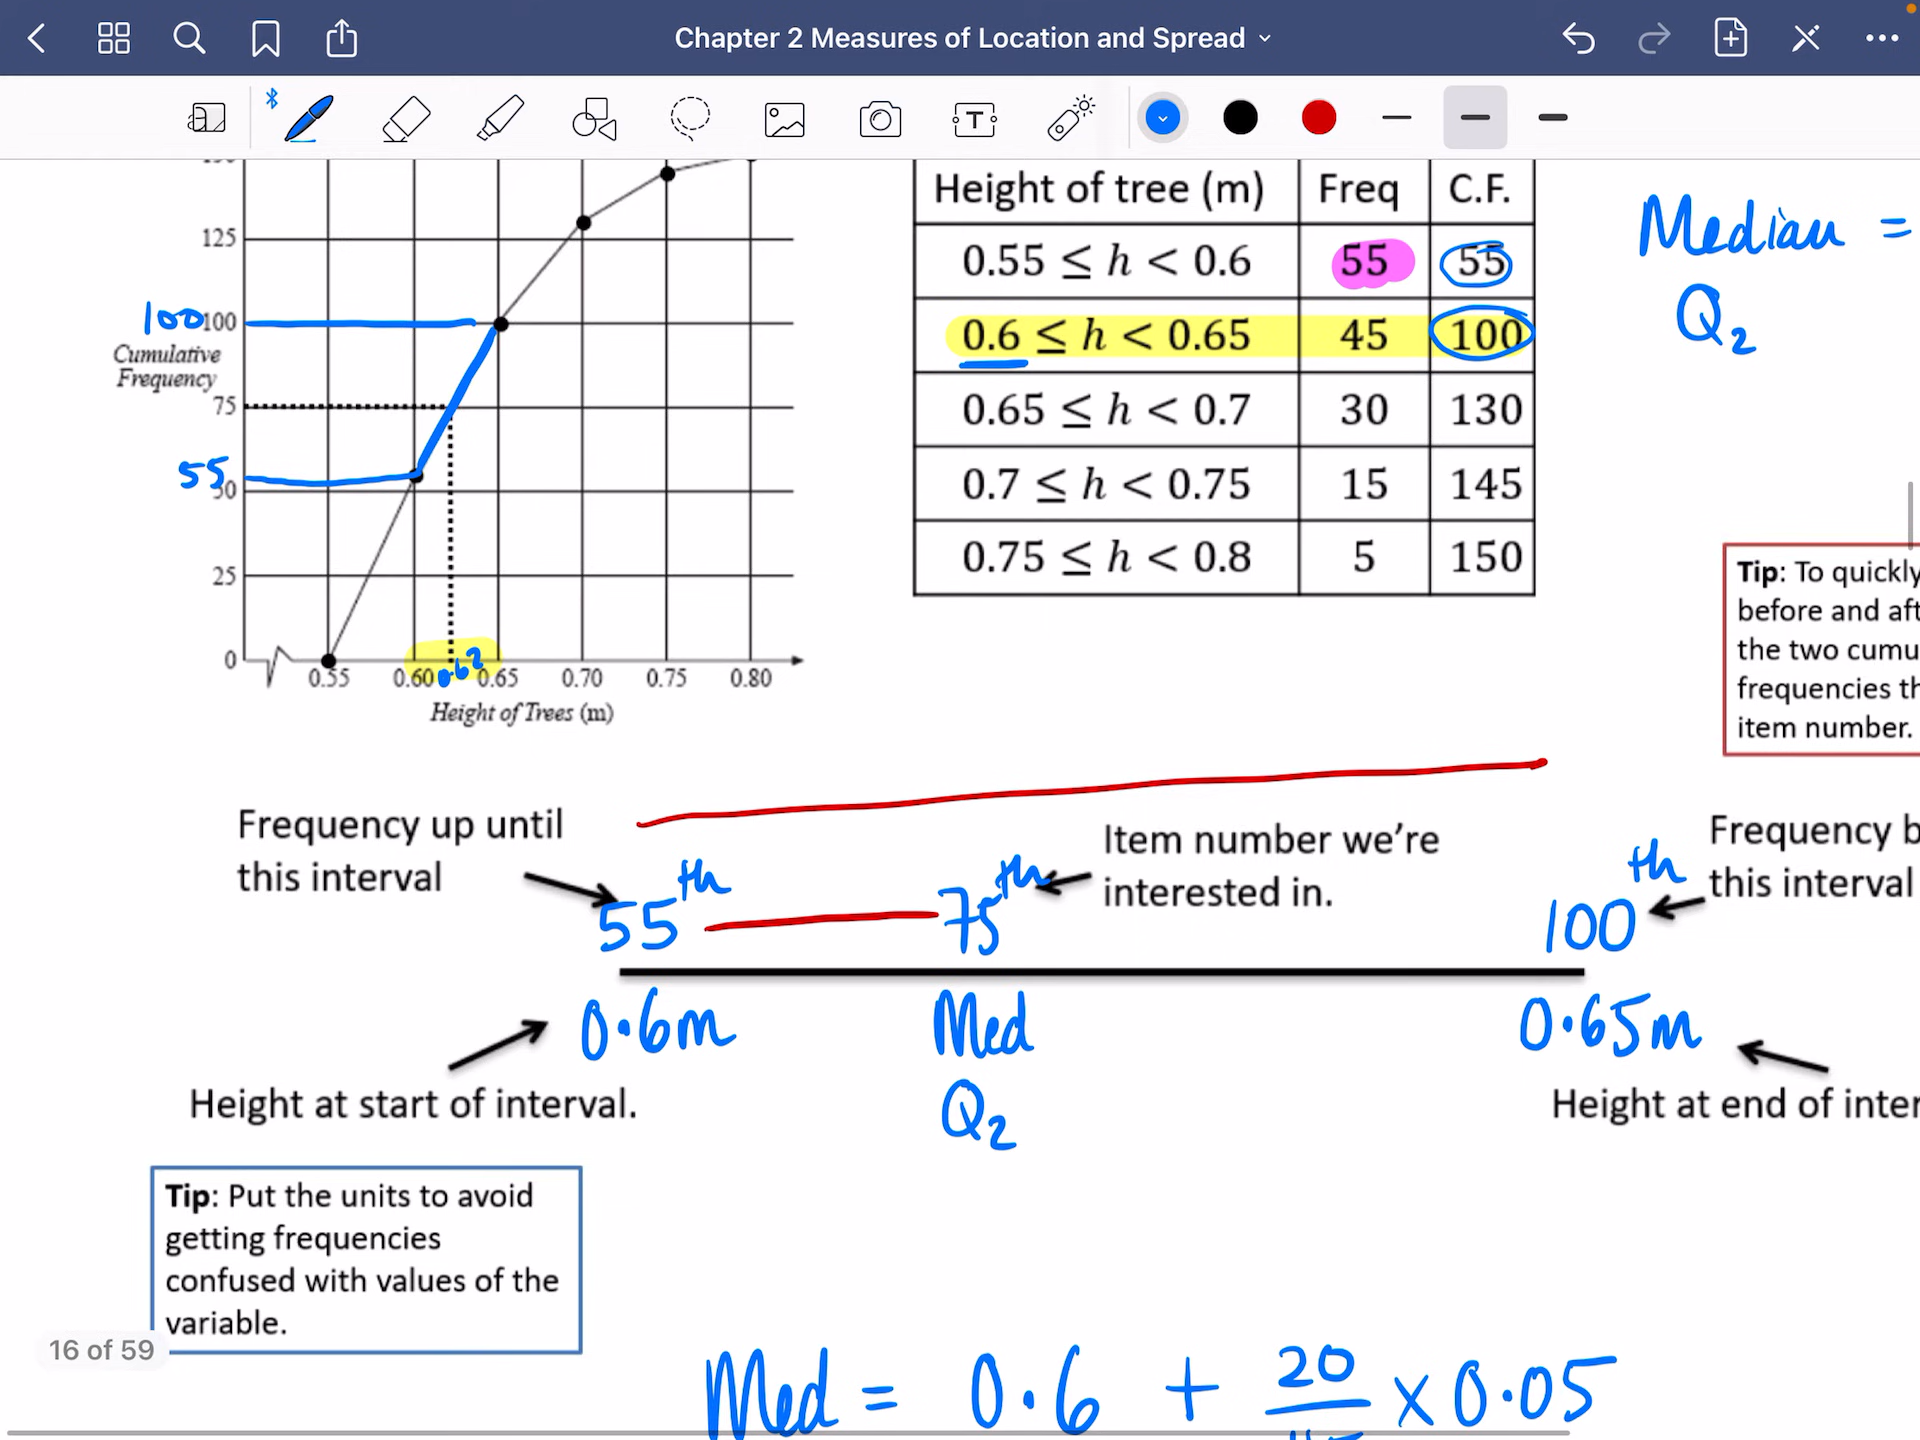 Chapter 2 Measures of Location and Spread
Height of tree (m) Freq C.F.
0.55 ≤ h < 0.6 55 55
0.6 ≤ h < 0.65 45 100
0.65 ≤ h < 0.7 30 130
0.7 ≤ h < 0.75 15 145
0.75 ≤ h < 0.8 5 150
Median =
Q₂
125
100 100
Cumulative
Frequency
75
55 50
25
0
0.55 0.60 0.62 0.65 0.70 0.75 0.80
Height of Trees (m)
Tip: To quickly
before and aft
the two cumu
frequencies th
item number.
Frequency up until
this interval
Item number we're
interested in.
Frequency b
this interval
55th 75th 100th
0.6m Med 0.65m
Q₂
Height at start of interval.
Height at end of inter
Tip: Put the units to avoid
getting frequencies
confused with values of the
variable.
16 of 59
Med = 0.6 + 20 × 0.05